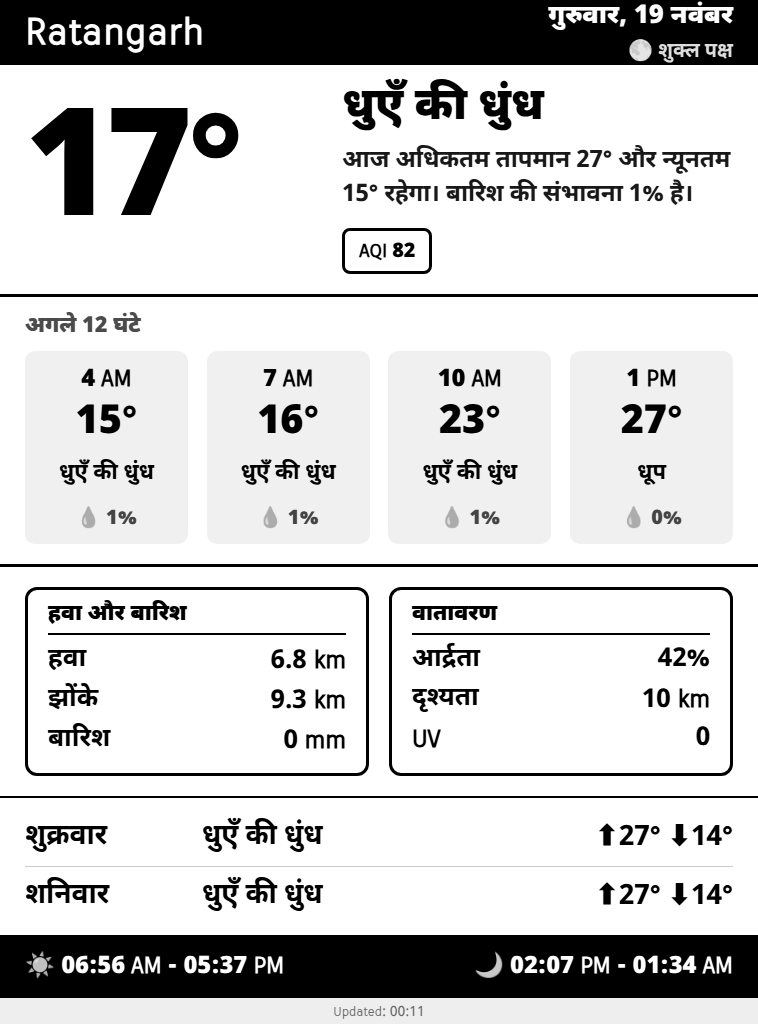 Ratangarh
गुरुवार, 19 नवंबर
शुक्ल पक्ष
17°
धुएँ की धुंध
आज अधिकतम तापमान 27° और न्यूनतम
15° रहेगा। बारिश की संभावना 1% है।
AQI 82
अगले 12 घंटे
4 AM 7 AM 10 AM 1 PM
15° 16° 23° 27°
धुएँ की धुंध धुएँ की धुंध धुएँ की धुंध धूप
1% 1% 1% 0%
हवा और बारिश
हवा 6.8 km
झोंके 9.3 km
बारिश 0 mm
वातावरण
आर्द्रता 42%
दृश्यता 10 km
UV 0
शुक्रवार धुएँ की धुंध ⬆27° ⬇14°
शनिवार धुएँ की धुंध ⬆27° ⬇14°
06:56 AM - 05:37 PM 02:07 PM - 01:34 AM
Updated: 00:11